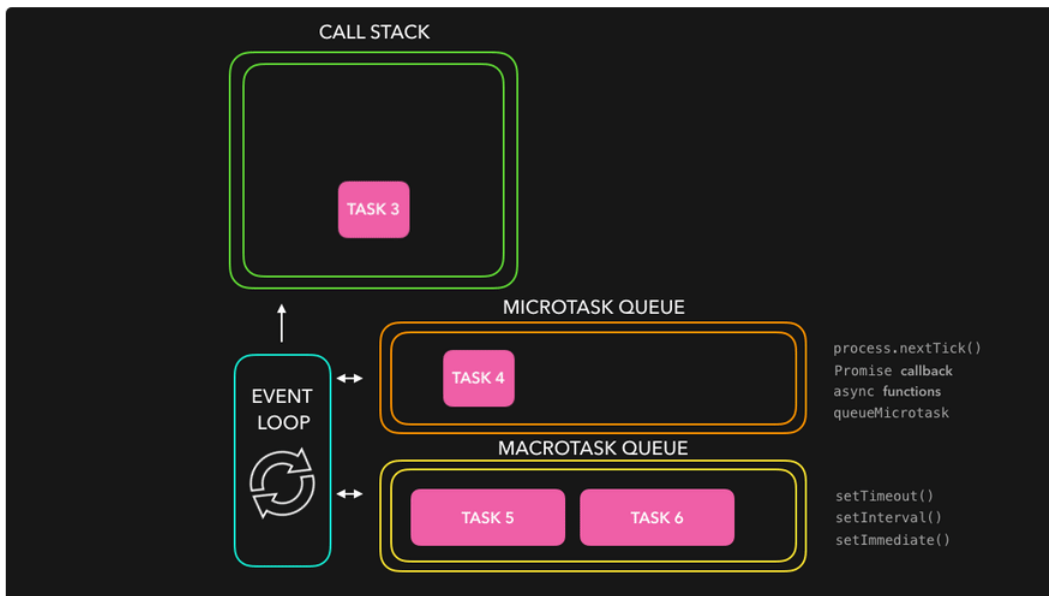 CALL STACK
TASK 3
MICROTASK QUEUE
TASK 4
process.nextTick()
Promise callback
async functions
queueMicrotask
EVENT
LOOP
MACROTASK QUEUE
TASK 5
TASK 6
setTimeout()
setInterval()
setImmediate()